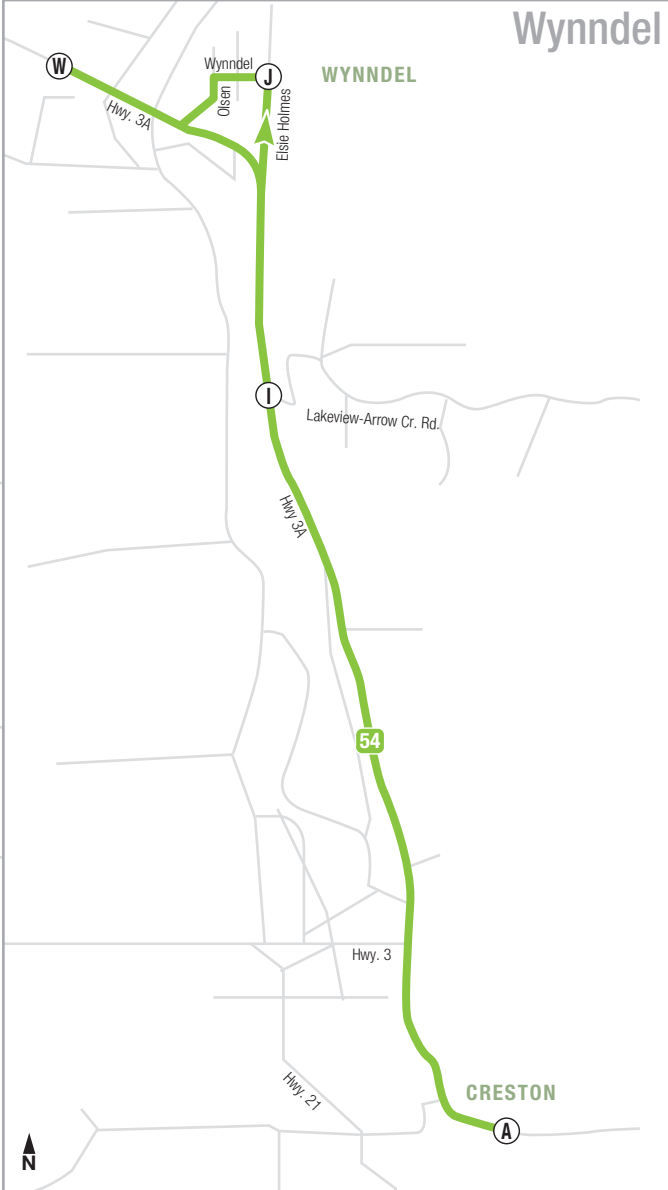 Wynndel
W
Wynndel
J
WYNNDEL
Olsen
Elsie Holmes
Hwy. 3A
I
Lakeview-Arrow Cr. Rd.
Hwy 3A
54
Hwy. 3
Hwy. 21
CRESTON
A
N